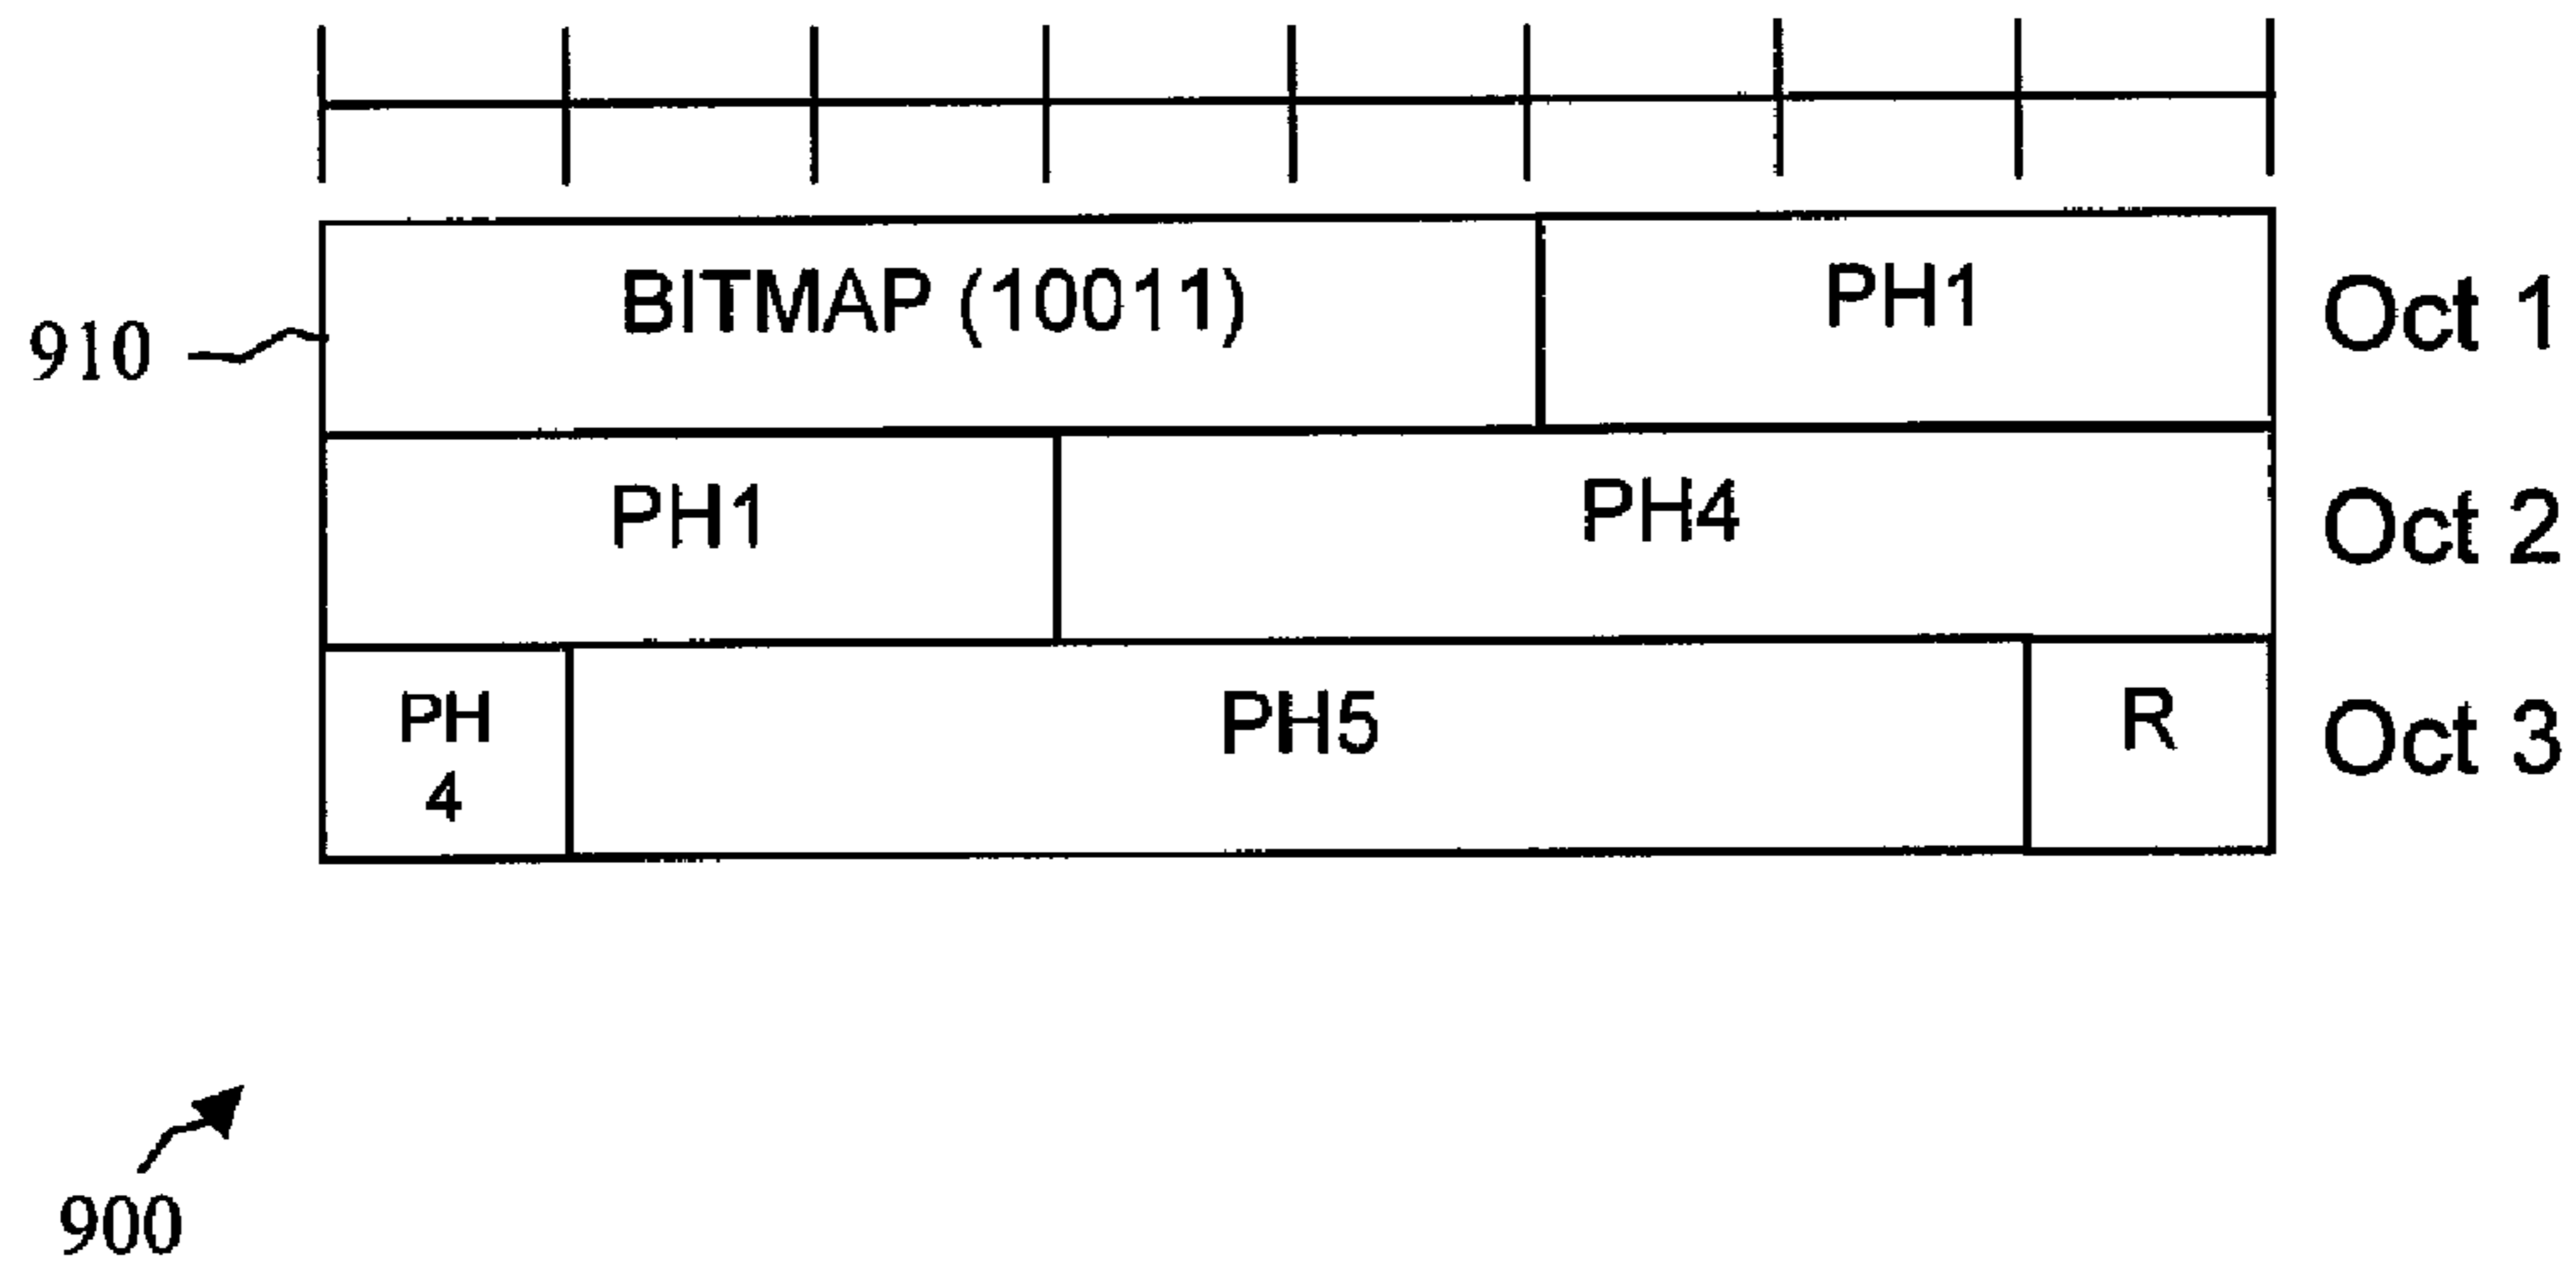 BITMAP (10011) PH1 Oct 1
910
PH1 PH4 Oct 2
PH
4
PH5 R Oct 3
900